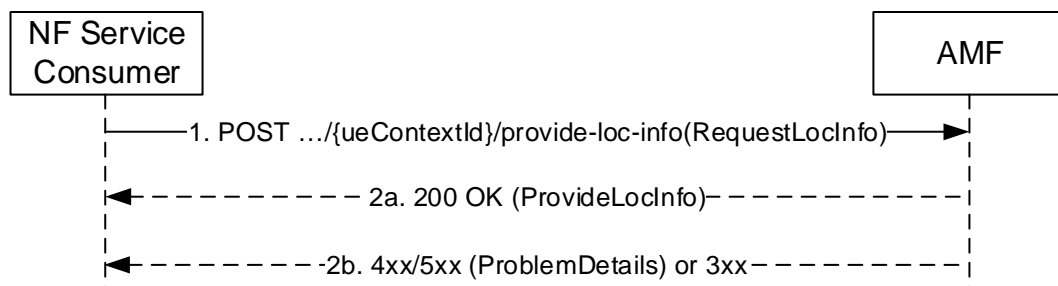 NF Service
Consumer
AMF
1. POST …/{ueContextId}/provide-loc-info(RequestLocInfo)
2a. 200 OK (ProvideLocInfo)
2b. 4xx/5xx (ProblemDetails) or 3xx